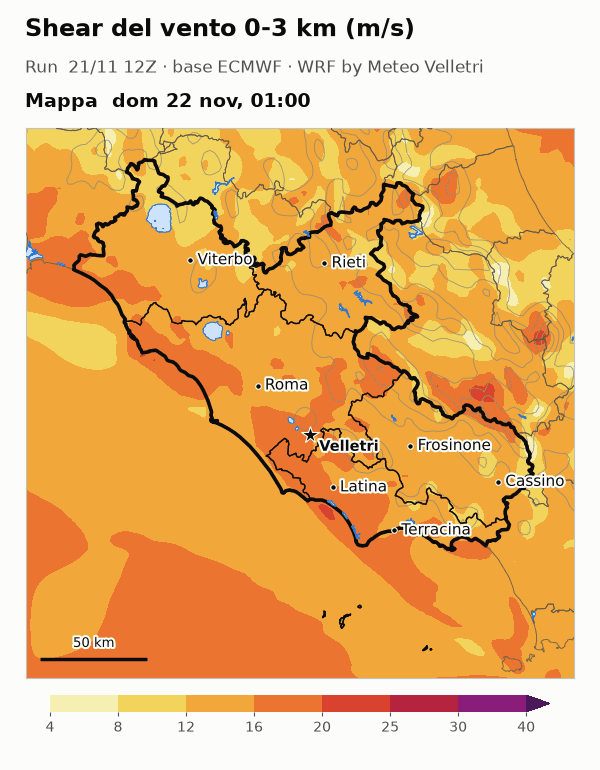 Shear del vento 0-3 km (m/s)
Run  21/11 12Z · base ECMWF · WRF by Meteo Velletri
Mappa  dom 22 nov, 01:00
Viterbo
Rieti
Roma
Velletri
Frosinone
Cassino
Latina
Terracina
50 km
4 8 12 16 20 25 30 40